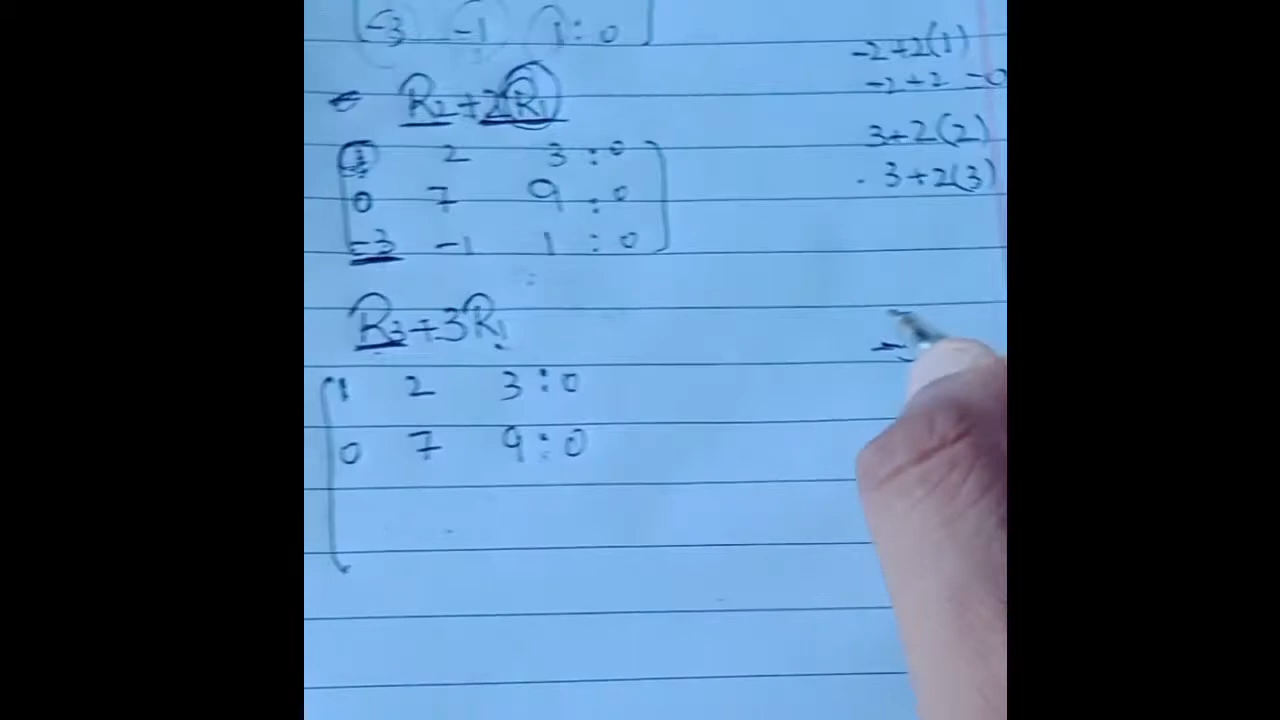 -3 -1 1 : 0
R2+2R1
1 2 3 : 0
0 7 9 : 0
-3 -1 1 : 0
R3+3R1
1 2 3 : 0
0 7 9 : 0
-2+2(1)
-2+2 =0
3+2(2)
3+2(3)